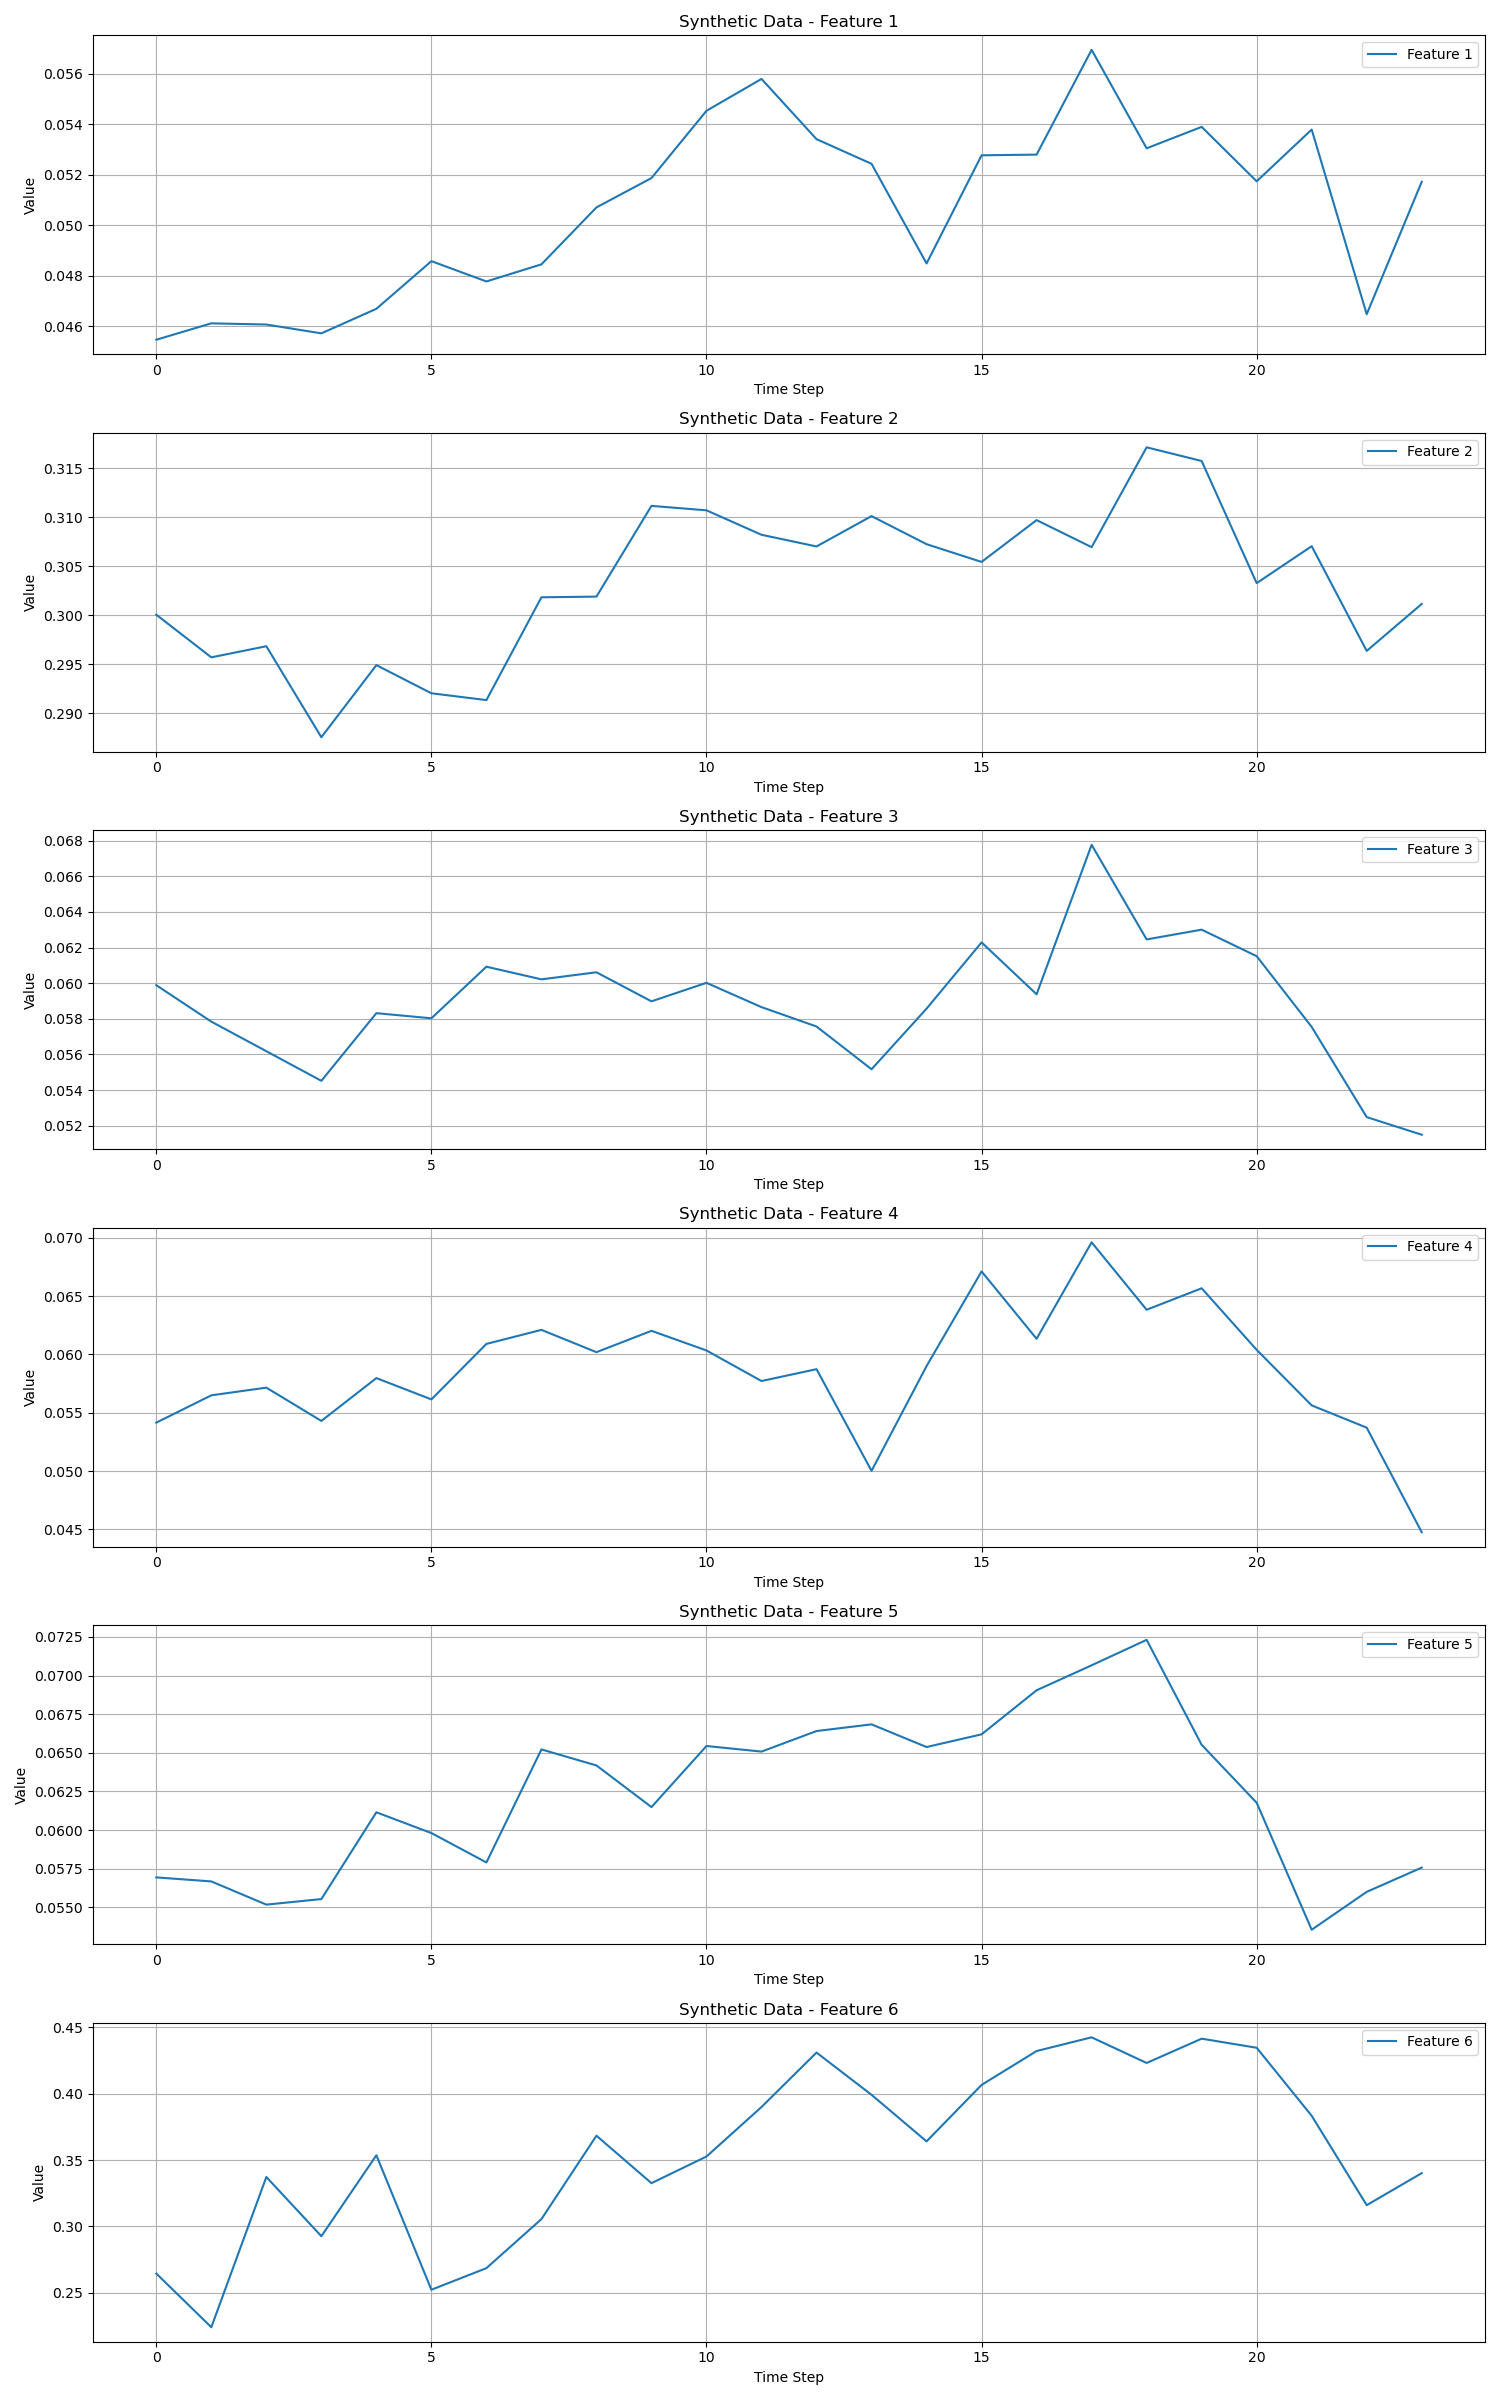 Synthetic Data - Feature 1
Feature 1
0.056
0.054
0.052
0.050
0.048
0.046
Value
0 5 10 15 20
Time Step
Synthetic Data - Feature 2
Feature 2
0.315
0.310
0.305
0.300
0.295
0.290
Value
0 5 10 15 20
Time Step
Synthetic Data - Feature 3
Feature 3
0.068
0.066
0.064
0.062
0.060
0.058
0.056
0.054
0.052
Value
0 5 10 15 20
Time Step
Synthetic Data - Feature 4
Feature 4
0.070
0.065
0.060
0.055
0.050
0.045
Value
0 5 10 15 20
Time Step
Synthetic Data - Feature 5
Feature 5
0.0725
0.0700
0.0675
0.0650
0.0625
0.0600
0.0575
0.0550
Value
0 5 10 15 20
Time Step
Synthetic Data - Feature 6
Feature 6
0.45
0.40
0.35
0.30
0.25
Value
0 5 10 15 20
Time Step